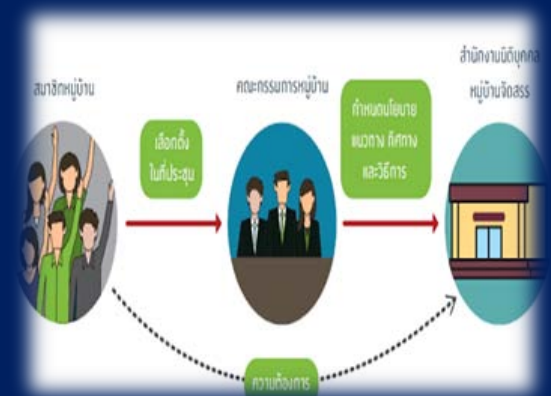 สมาชิกหมู่บ้าน
เลือกตั้ง
ในที่ประชุม
คณะกรรมการหมู่บ้าน
กำหนดนโยบาย
แนวทาง ทิศทาง
และวิธีการ
สำนักงานนิติบุคคล
หมู่บ้านจัดสรร
ความต้องการ